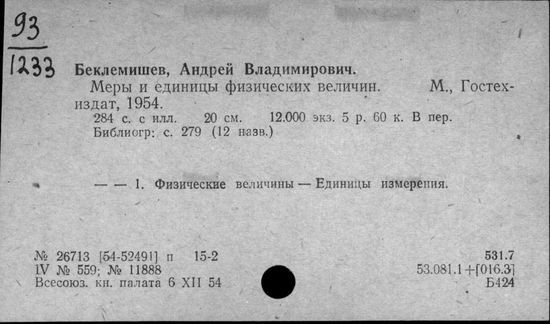 93
1233
Беклемишев, Андрей Владимирович.
Меры и единицы физических величин. М., Гостех-
издат, 1954.
284 с. с илл. 20 см. 12.000 экз. 5 р. 60 к. В пер.
Библиогр: с. 279 (12 назв.)
— — 1. Физические величины — Единицы измерения.
№ 26713 [54-52491] п 15-2 531.7
IV № 559; № 11888 53.081.1+[016.3]
Всесоюз. кн. палата 6 XII 54 Б424